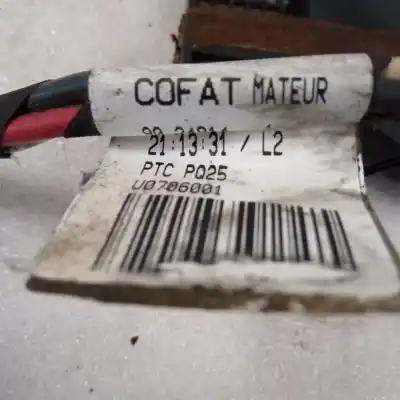 COFAT MATEUR
21:13:31 / L2
PTC PQ25
U0706001